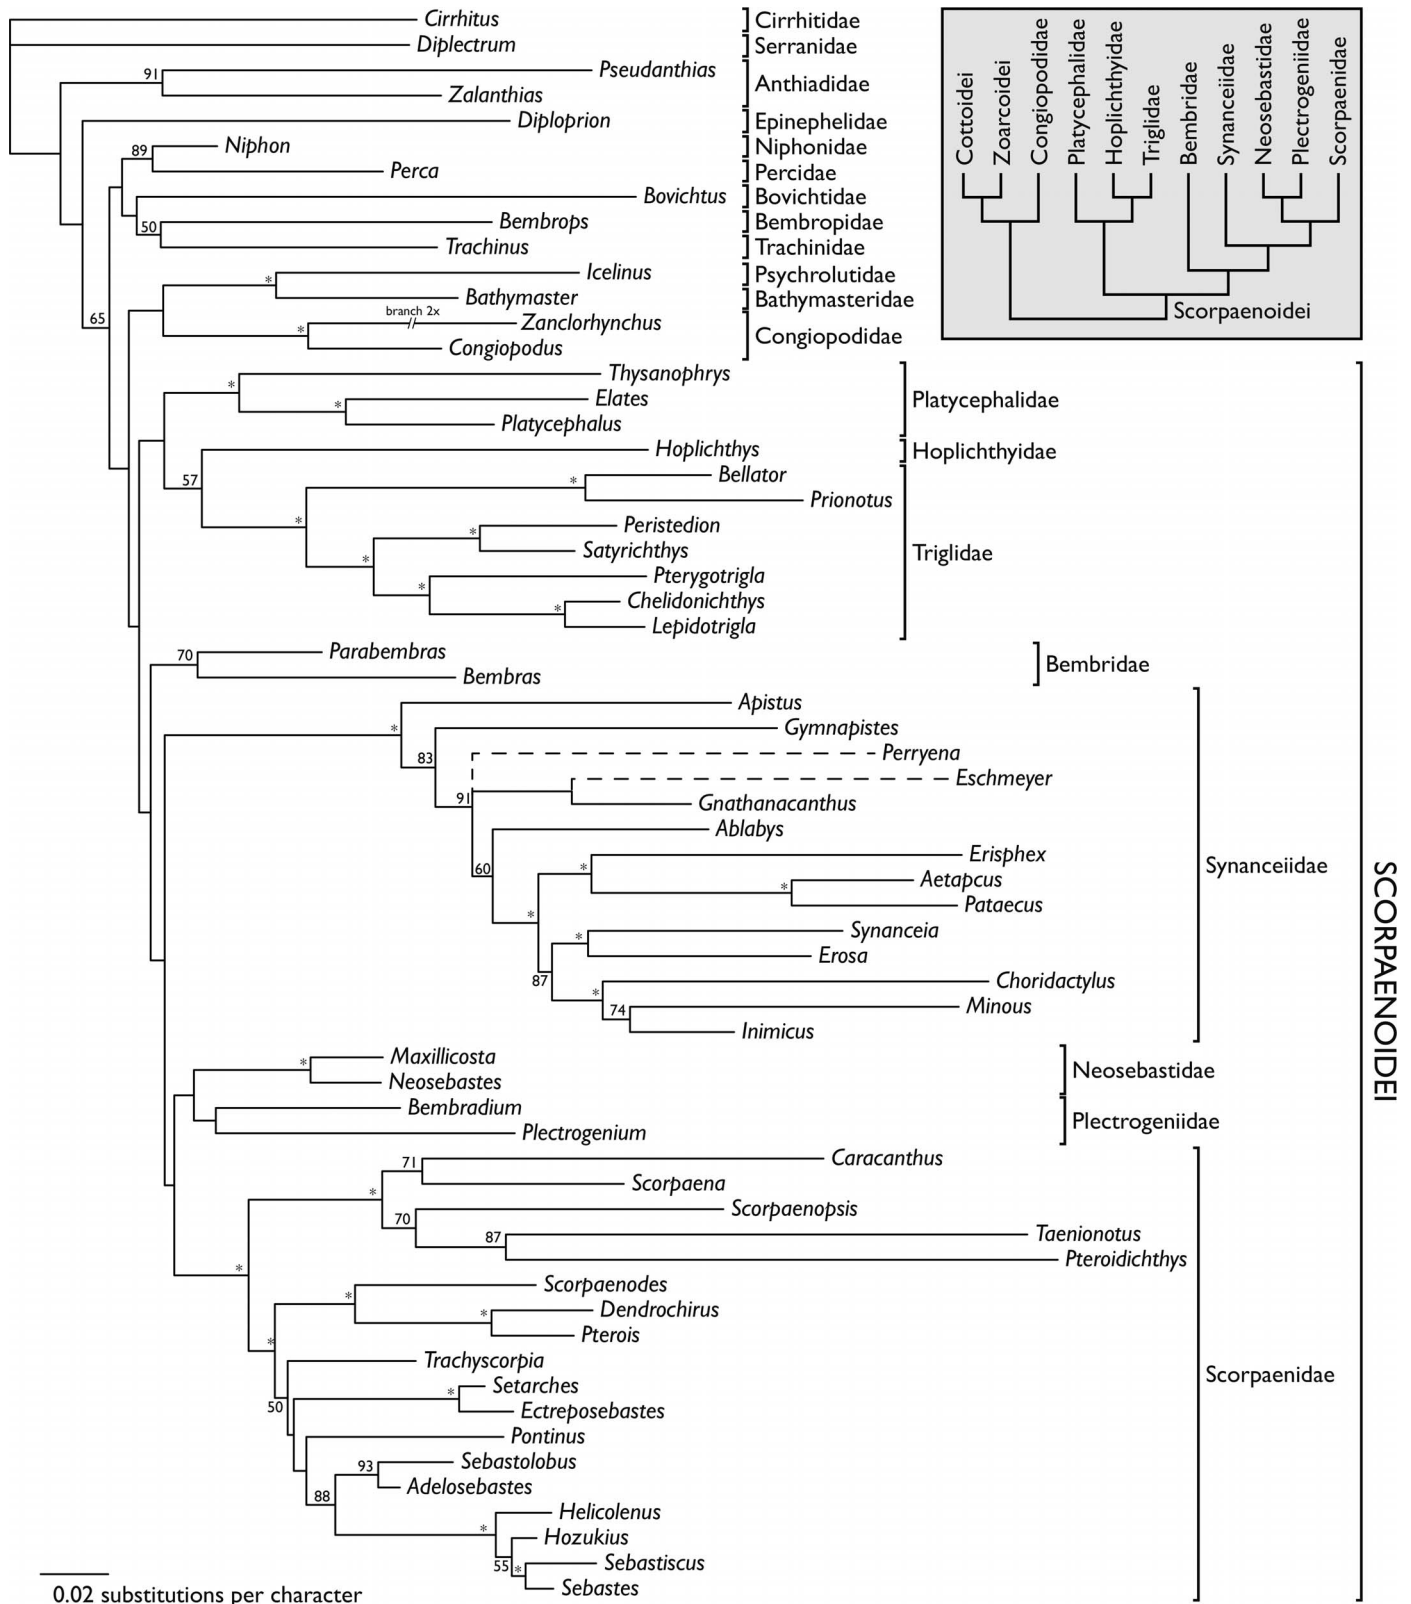 Cirrhitus
Cirrhitidae
Diplectrum
Serranidae
91
Pseudanthias
Zalanthias
Anthiadidae
Diploprion
Epinephelidae
89
Niphon
Niphonidae
Perca
Percidae
Bovichtus
Bovichtidae
50
Bembrops
Bembropidae
Trachinus
Trachinidae
*
Icelinus
Psychrolutidae
Bathymaster
Bathymasteridae
65
branch 2x
*
Zanclorhynchus
Congiopodus
Congiopodidae
Cottoidei
Zoarcoidei
Congiopodidae
Platycephalidae
Hoplichthyidae
Triglidae
Bembridae
Synanceiidae
Neosebastidae
Plectrogeniidae
Scorpaenidae
Scorpaenoidei
*
Thysanophrys
*
Elates
Platycephalus
Platycephalidae
57
Hoplichthys
Hoplichthyidae
*
Bellator
Prionotus
*
*
Peristedion
Satyrichthys
*
Triglidae
*
Pterygotrigla
*
Chelidonichthys
Lepidotrigla
70
Parabembras
Bembras
Bembridae
*
Apistus
83
Gymnapistes
Perryena
91
Eschmeyer
Gnathanacanthus
60
Ablabys
*
Erisphex
*
Aetapcus
Pataecus
*
Synanceiidae
*
Synanceia
Erosa
87
*
Choridactylus
74
Minous
Inimicus
*
Maxillicosta
Neosebastes
Neosebastidae
Bembradium
Plectrogenium
Plectrogeniidae
71
Caracanthus
Scorpaena
*
70
Scorpaenopsis
87
Taenionotus
Pteroidichthys
*
*
Scorpaenodes
*
Dendrochirus
Pterois
*
Trachyscorpia
50
*
Setarches
Ectreposebastes
Scorpaenidae
Pontinus
93
Sebastolobus
Adelosebastes
88
*
Helicolenus
Hozukius
55
*
Sebastiscus
Sebastes
SCORPAENOIDEI
0.02 substitutions per character